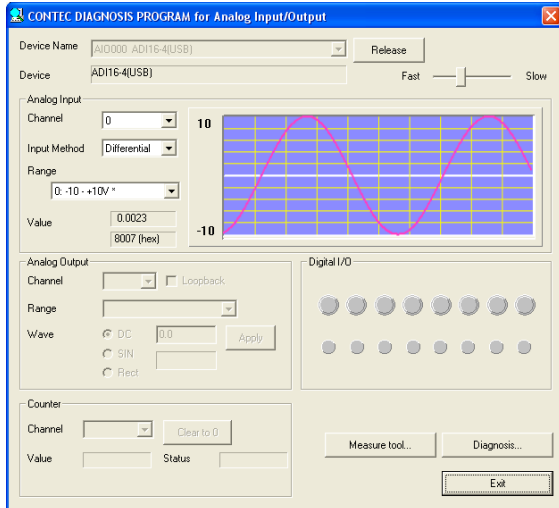 CONTEC DIAGNOSIS PROGRAM for Analog Input/Output
Device Name AIO000 ADI16-4(USB) Release
Device ADI16-4(USB) Fast Slow
Analog Input
Channel 0
Input Method Differential
Range
0: -10 - +10V *
Value 0.0023
8007 (hex)
10
-10
Analog Output
Channel Loopback
Range
Wave DC 0.0 Apply
SIN
Rect
Digital I/O
Counter
Channel Clear to 0
Value Status
Measure tool... Diagnosis...
Exit